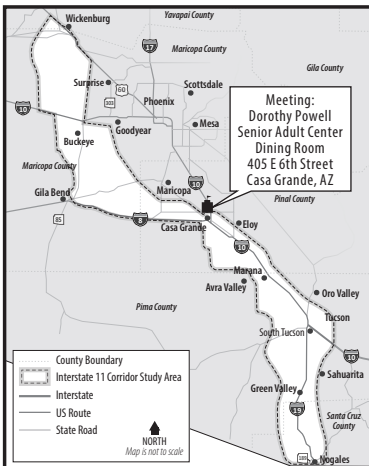 Wickenburg
Yavapai County
Maricopa County
17
Gila County
Surprise
60
303
Scottsdale
Phoenix
10
Goodyear
Mesa
Buckeye
Meeting:
Dorothy Powell
Senior Adult Center
Dining Room
405 E 6th Street
Casa Grande, AZ
Maricopa County
Maricopa
10
Pinal County
Gila Bend
85
8
Casa Grande
Eloy
10
Marana
Avra Valley
Oro Valley
Pima County
Tucson
South Tucson
10
Sahuarita
Green Valley
19
Santa Cruz
County
189
Nogales
County Boundary
Interstate 11 Corridor Study Area
Interstate
US Route
State Road
NORTH
Map is not to scale